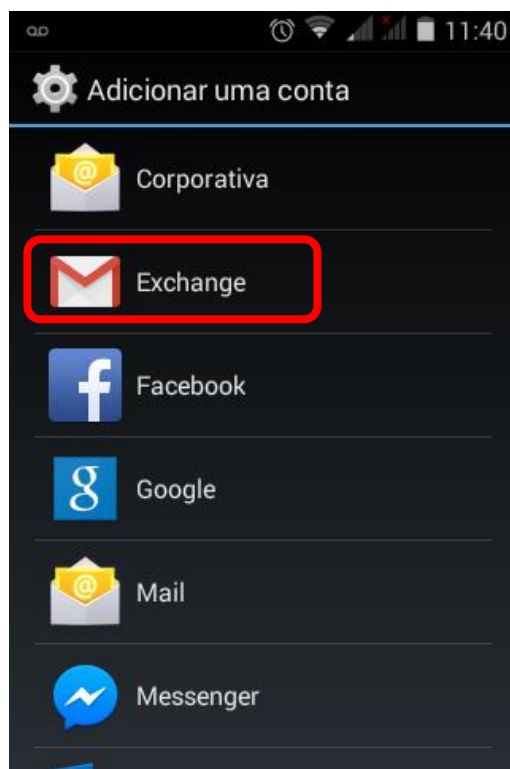 11:40
Adicionar uma conta
Corporativa
Exchange
Facebook
Google
Mail
Messenger